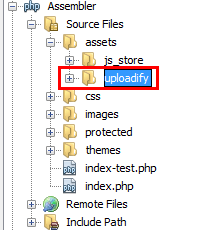 php Assembler
Source Files
assets
js_store
uploadify
css
images
protected
themes
index-test.php
index.php
Remote Files
Include Path